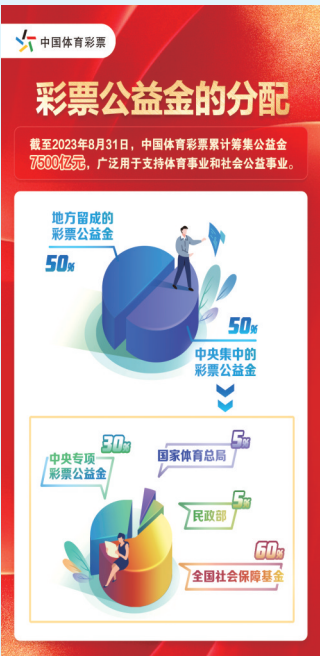 中国体育彩票
彩票公益金的分配
截至2023年8月31日，中国体育彩票累计筹集公益金
7500亿元，广泛用于支持体育事业和社会公益事业。
地方留成的
彩票公益金
50%
50%
中央集中的
彩票公益金
30%
中央专项
彩票公益金
5%
国家体育总局
5%
民政部
60%
全国社会保障基金